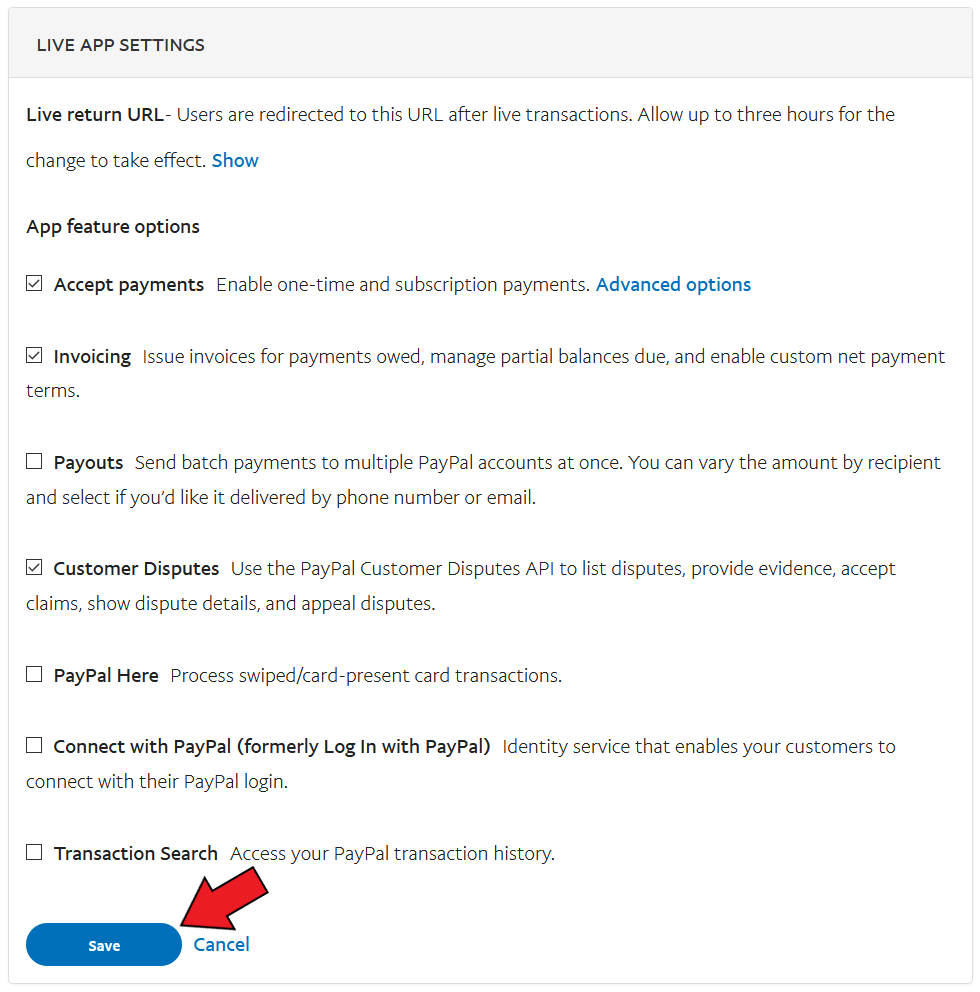 LIVE APP SETTINGS
Live return URL- Users are redirected to this URL after live transactions. Allow up to three hours for the
change to take effect. Show
App feature options
Accept payments Enable one-time and subscription payments. Advanced options
Invoicing Issue invoices for payments owed, manage partial balances due, and enable custom net payment
terms.
Payouts Send batch payments to multiple PayPal accounts at once. You can vary the amount by recipient
and select if you’d like it delivered by phone number or email.
Customer Disputes Use the PayPal Customer Disputes API to list disputes, provide evidence, accept
claims, show dispute details, and appeal disputes.
PayPal Here Process swiped/card-present card transactions.
Connect with PayPal (formerly Log In with PayPal) Identity service that enables your customers to
connect with their PayPal login.
Transaction Search Access your PayPal transaction history.
Save Cancel